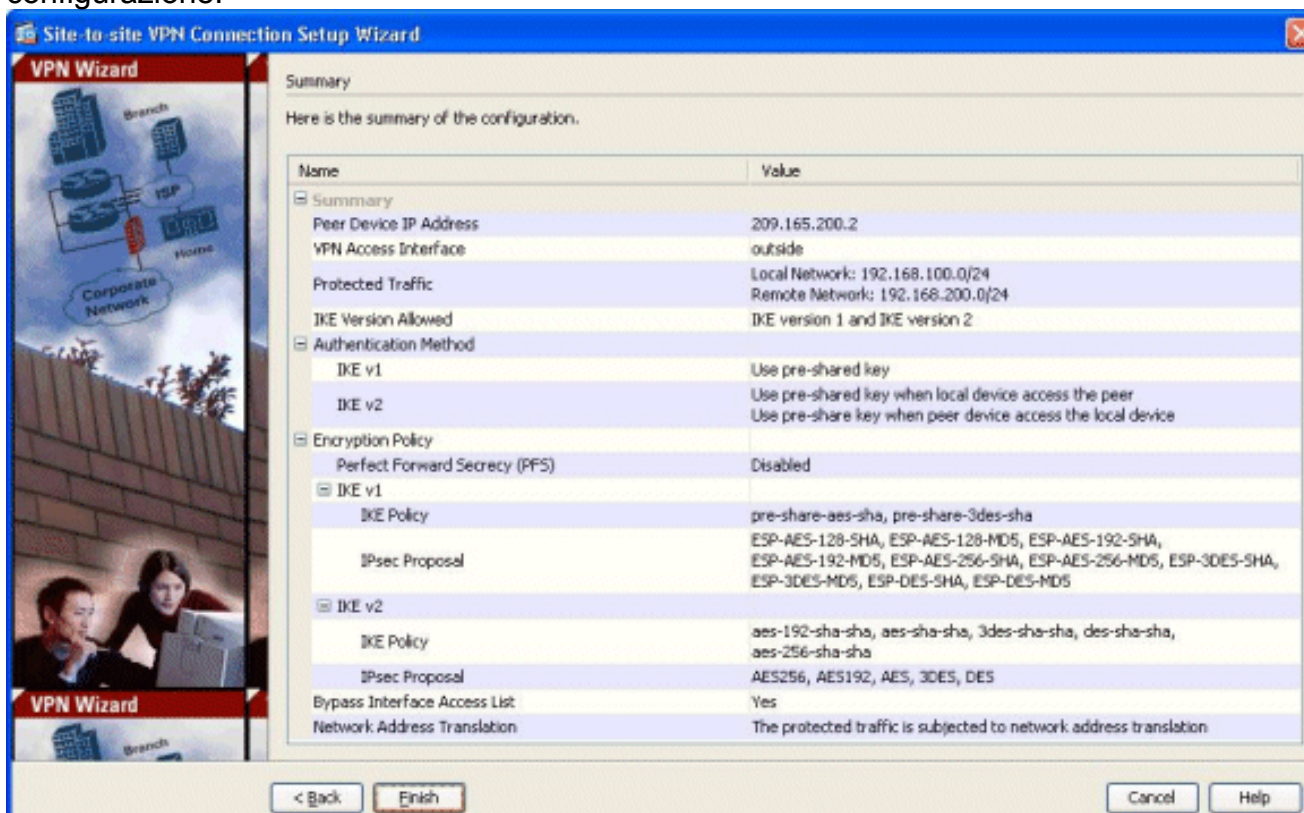 configurazione.
Site-to-site VPN Connection Setup Wizard
VPN Wizard
Branch
ISP
Home
Corporate
Network
VPN Wizard
Branch
Summary
Here is the summary of the configuration.
Name Value
Summary
Peer Device IP Address 209.165.200.2
VPN Access Interface outside
Protected Traffic Local Network: 192.168.100.0/24
Remote Network: 192.168.200.0/24
IKE Version Allowed IKE version 1 and IKE version 2
Authentication Method
IKE v1 Use pre-shared key
IKE v2 Use pre-shared key when local device access the peer
Use pre-share key when peer device access the local device
Encryption Policy
Perfect Forward Secrecy (PFS) Disabled
IKE v1
IKE Policy pre-share-aes-sha, pre-share-3des-sha
IPsec Proposal ESP-AES-128-SHA, ESP-AES-128-MD5, ESP-AES-192-SHA,
ESP-AES-192-MD5, ESP-AES-256-SHA, ESP-AES-256-MD5, ESP-3DES-SHA,
ESP-3DES-MD5, ESP-DES-SHA, ESP-DES-MD5
IKE v2
IKE Policy aes-192-sha-sha, aes-sha-sha, 3des-sha-sha, des-sha-sha,
aes-256-sha-sha
IPsec Proposal AES256, AES192, AES, 3DES, DES
Bypass Interface Access List Yes
Network Address Translation The protected traffic is subjected to network address translation
< Back Finish Cancel Help